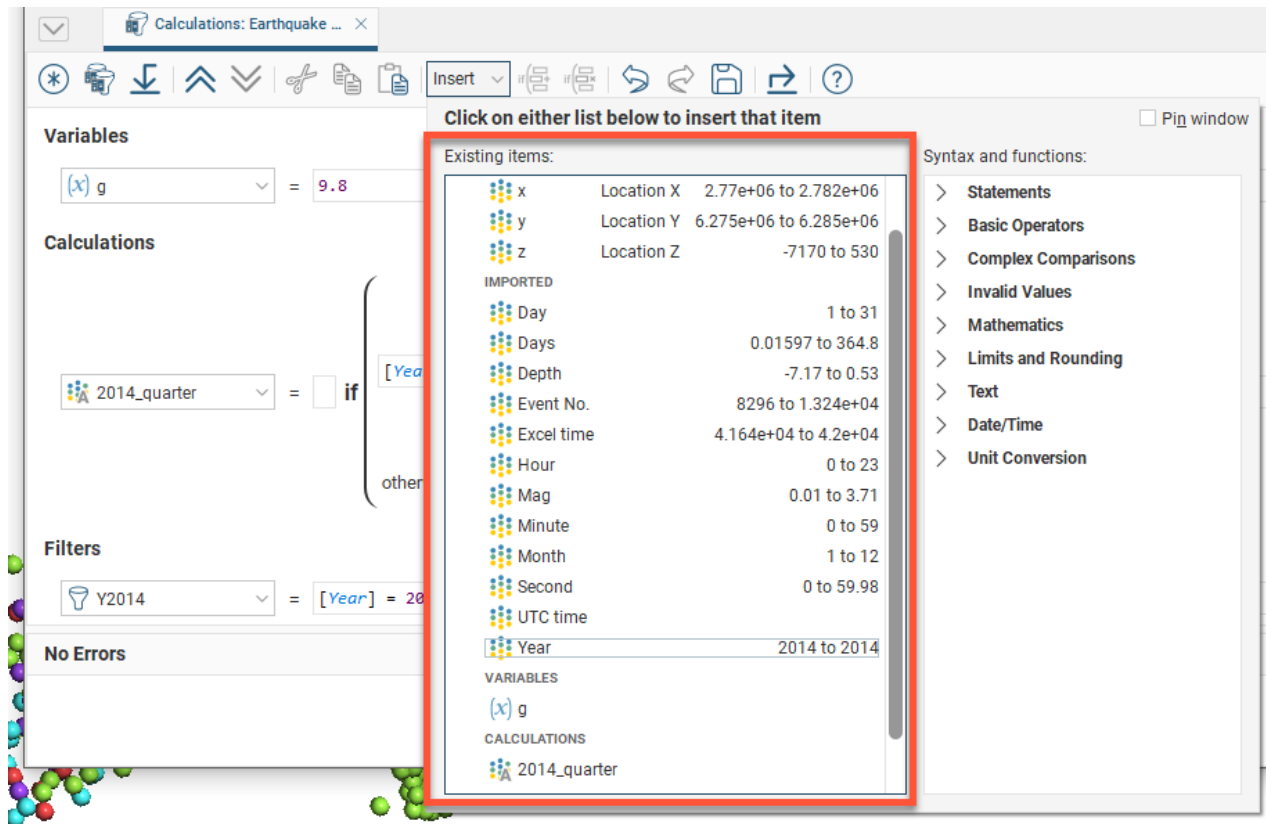 Calculations: Earthquake ...
Insert
if
if
Click on either list below to insert that item
Pin window
Variables
(x) g = 9.8
Calculations
2014_quarter = if
[Yea
other
Filters
Y2014 = [Year] = 20
No Errors
Existing items:
x Location X 2.77e+06 to 2.782e+06
y Location Y 6.275e+06 to 6.285e+06
z Location Z -7170 to 530
IMPORTED
Day 1 to 31
Days 0.01597 to 364.8
Depth -7.17 to 0.53
Event No. 8296 to 1.324e+04
Excel time 4.164e+04 to 4.2e+04
Hour 0 to 23
Mag 0.01 to 3.71
Minute 0 to 59
Month 1 to 12
Second 0 to 59.98
UTC time
Year 2014 to 2014
VARIABLES
(x) g
CALCULATIONS
2014_quarter
Syntax and functions:
Statements
Basic Operators
Complex Comparisons
Invalid Values
Mathematics
Limits and Rounding
Text
Date/Time
Unit Conversion